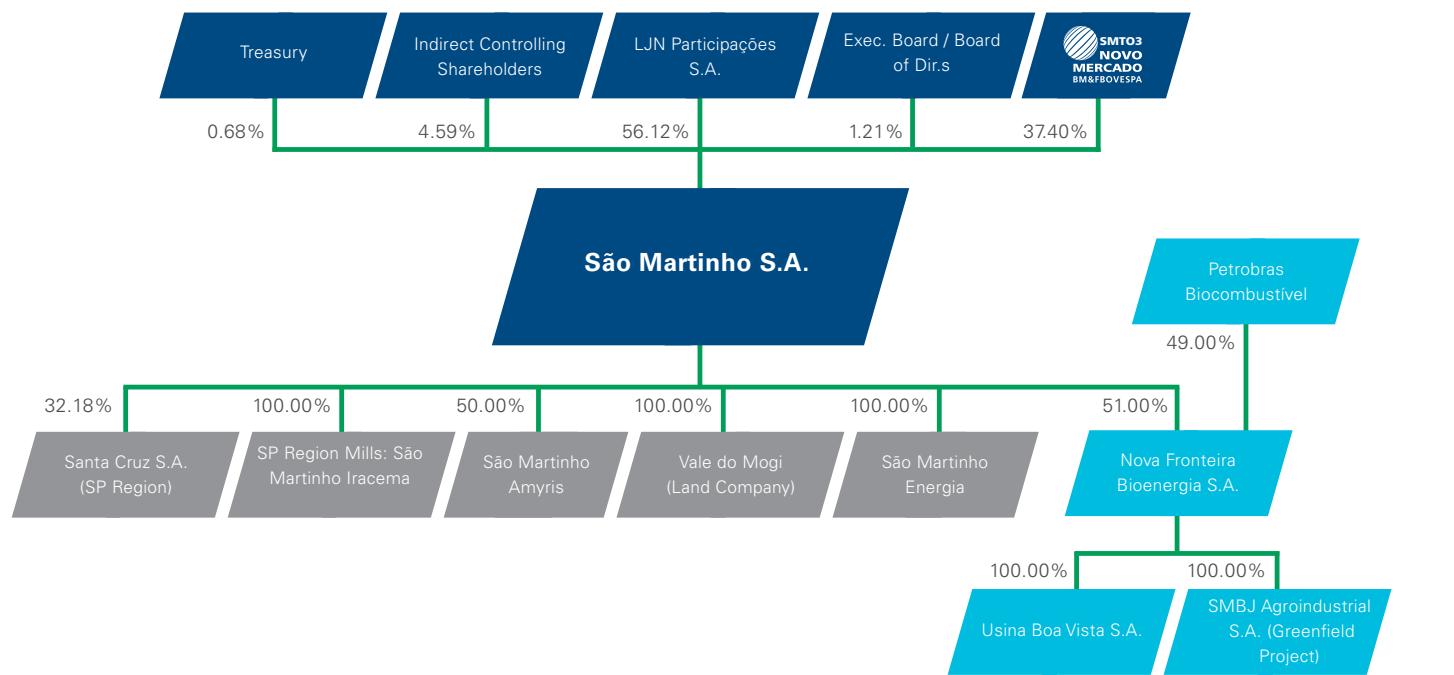 Treasury
Indirect Controlling
Shareholders
LJN Participações
S.A.
Exec. Board / Board
of Dir.s
SMTO3
NOVO
MERCADO
BM&FBOVESPA
0.68%
4.59%
56.12%
1.21%
37.40%
São Martinho S.A.
Petrobras
Biocombustível
49.00%
32.18%
100.00%
50.00%
100.00%
100.00%
51.00%
Santa Cruz S.A.
(SP Region)
SP Region Mills: São
Martinho Iracema
São Martinho
Amyris
Vale do Mogi
(Land Company)
São Martinho
Energia
Nova Fronteira
Bioenergia S.A.
100.00%
100.00%
Usina Boa Vista S.A.
SMBJ Agroindustrial
S.A. (Greenfield
Project)